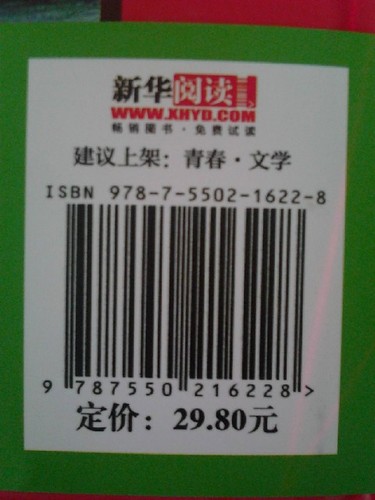 新华阅读
WWW.XHYD.COM
畅销图书·免费试读
建议上架：青春·文学
ISBN 978-7-5502-1622-8
9 787550 216228 >
定价：29.80元